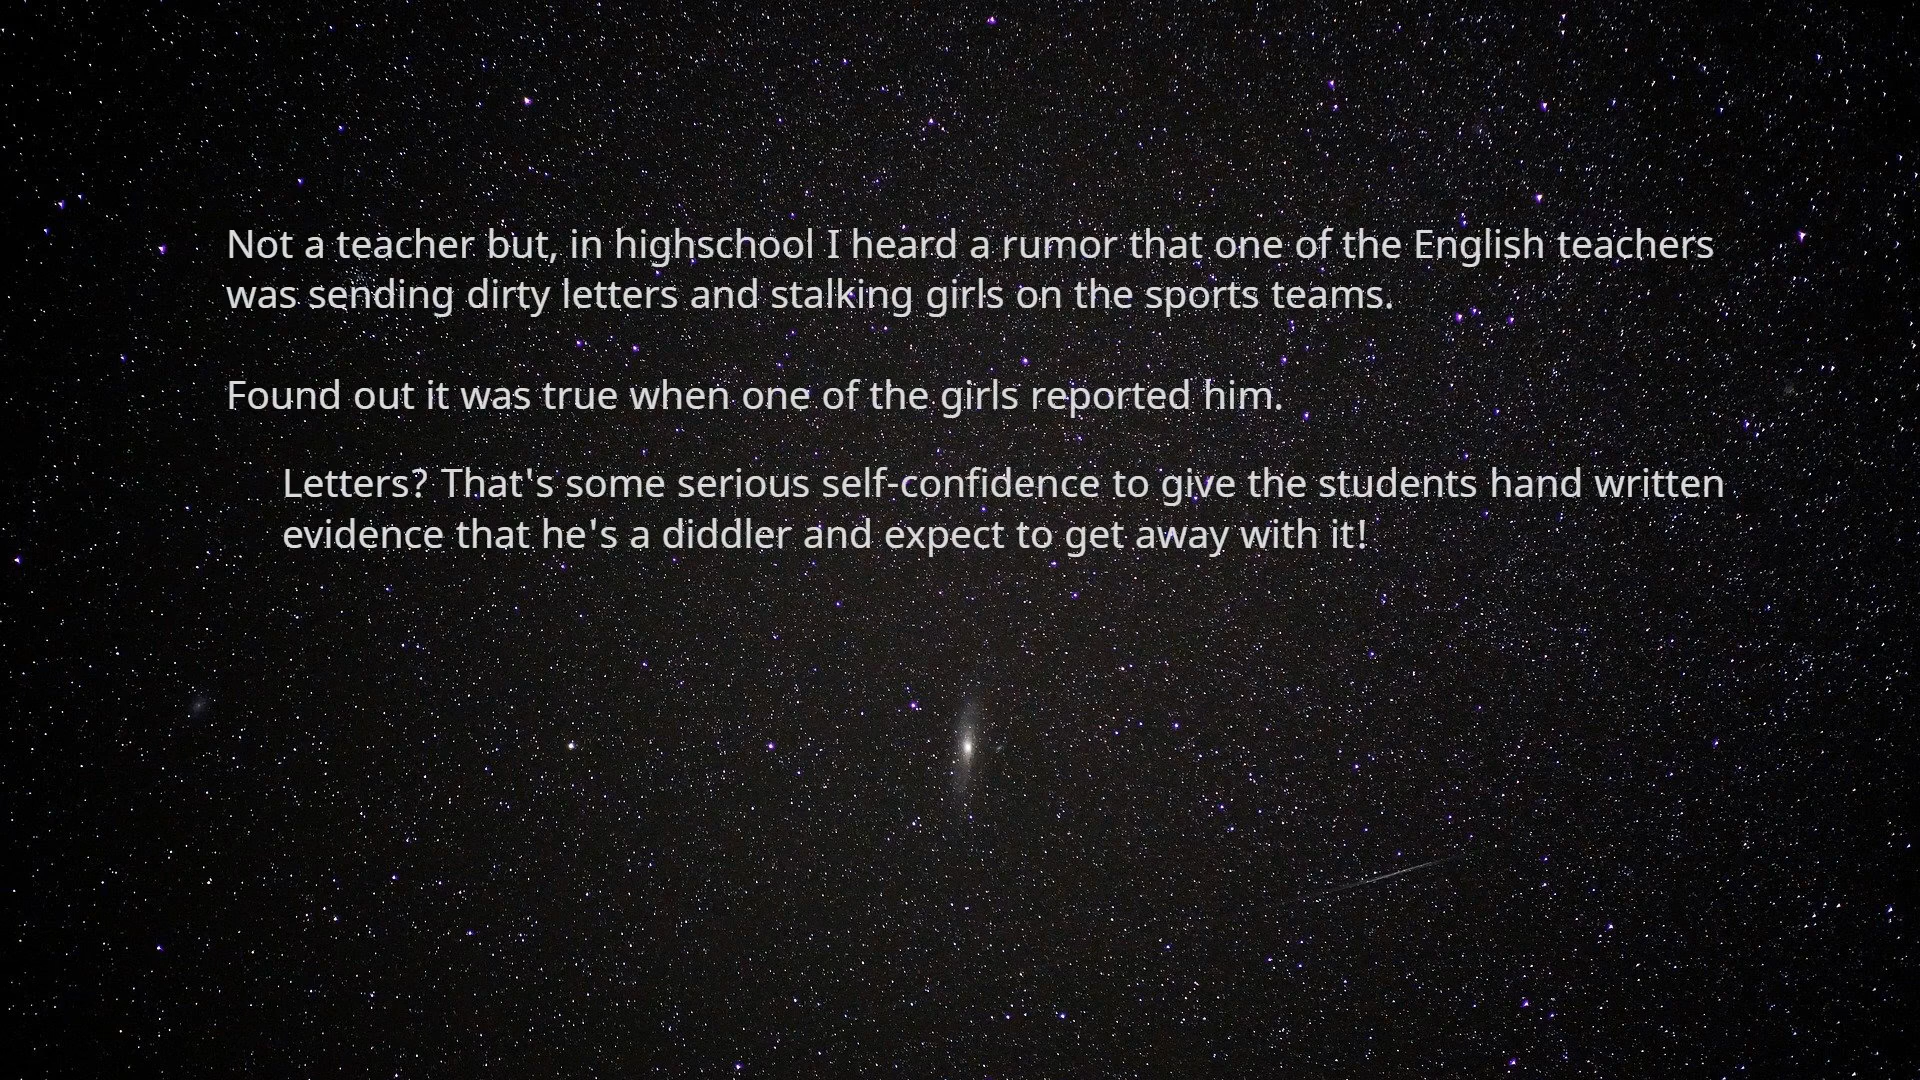 Not a teacher but, in highschool I heard a rumor that one of the English teachers
was sending dirty letters and stalking girls on the sports teams.
Found out it was true when one of the girls reported him.
Letters? That's some serious self-confidence to give the students hand written
evidence that he's a diddler and expect to get away with it!